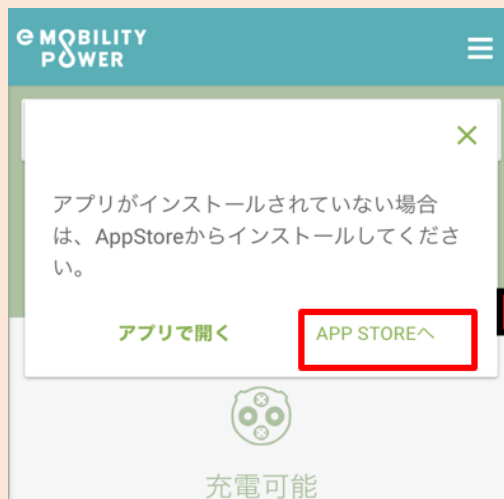 e MOBILITY
POWER
アプリがインストールされていない場合
は、AppStoreからインストールしてくださ
い。
アプリで開く
APP STOREへ
充電可能